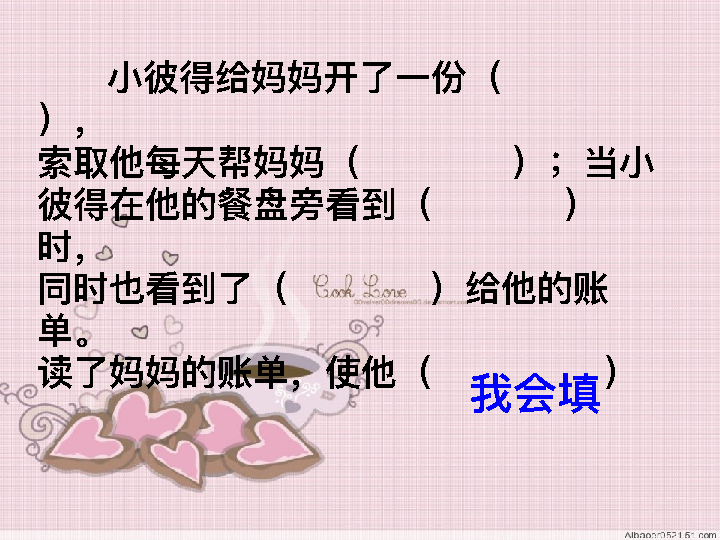 小彼得给妈妈开了一份（
），
索取他每天帮妈妈（ ）；当小
彼得在他的餐盘旁看到（ ）
时，
同时也看到了（ ）给他的账
单。
读了妈妈的账单，使他（ ）
我会填
Cook Love
Albaoer0521.51.com